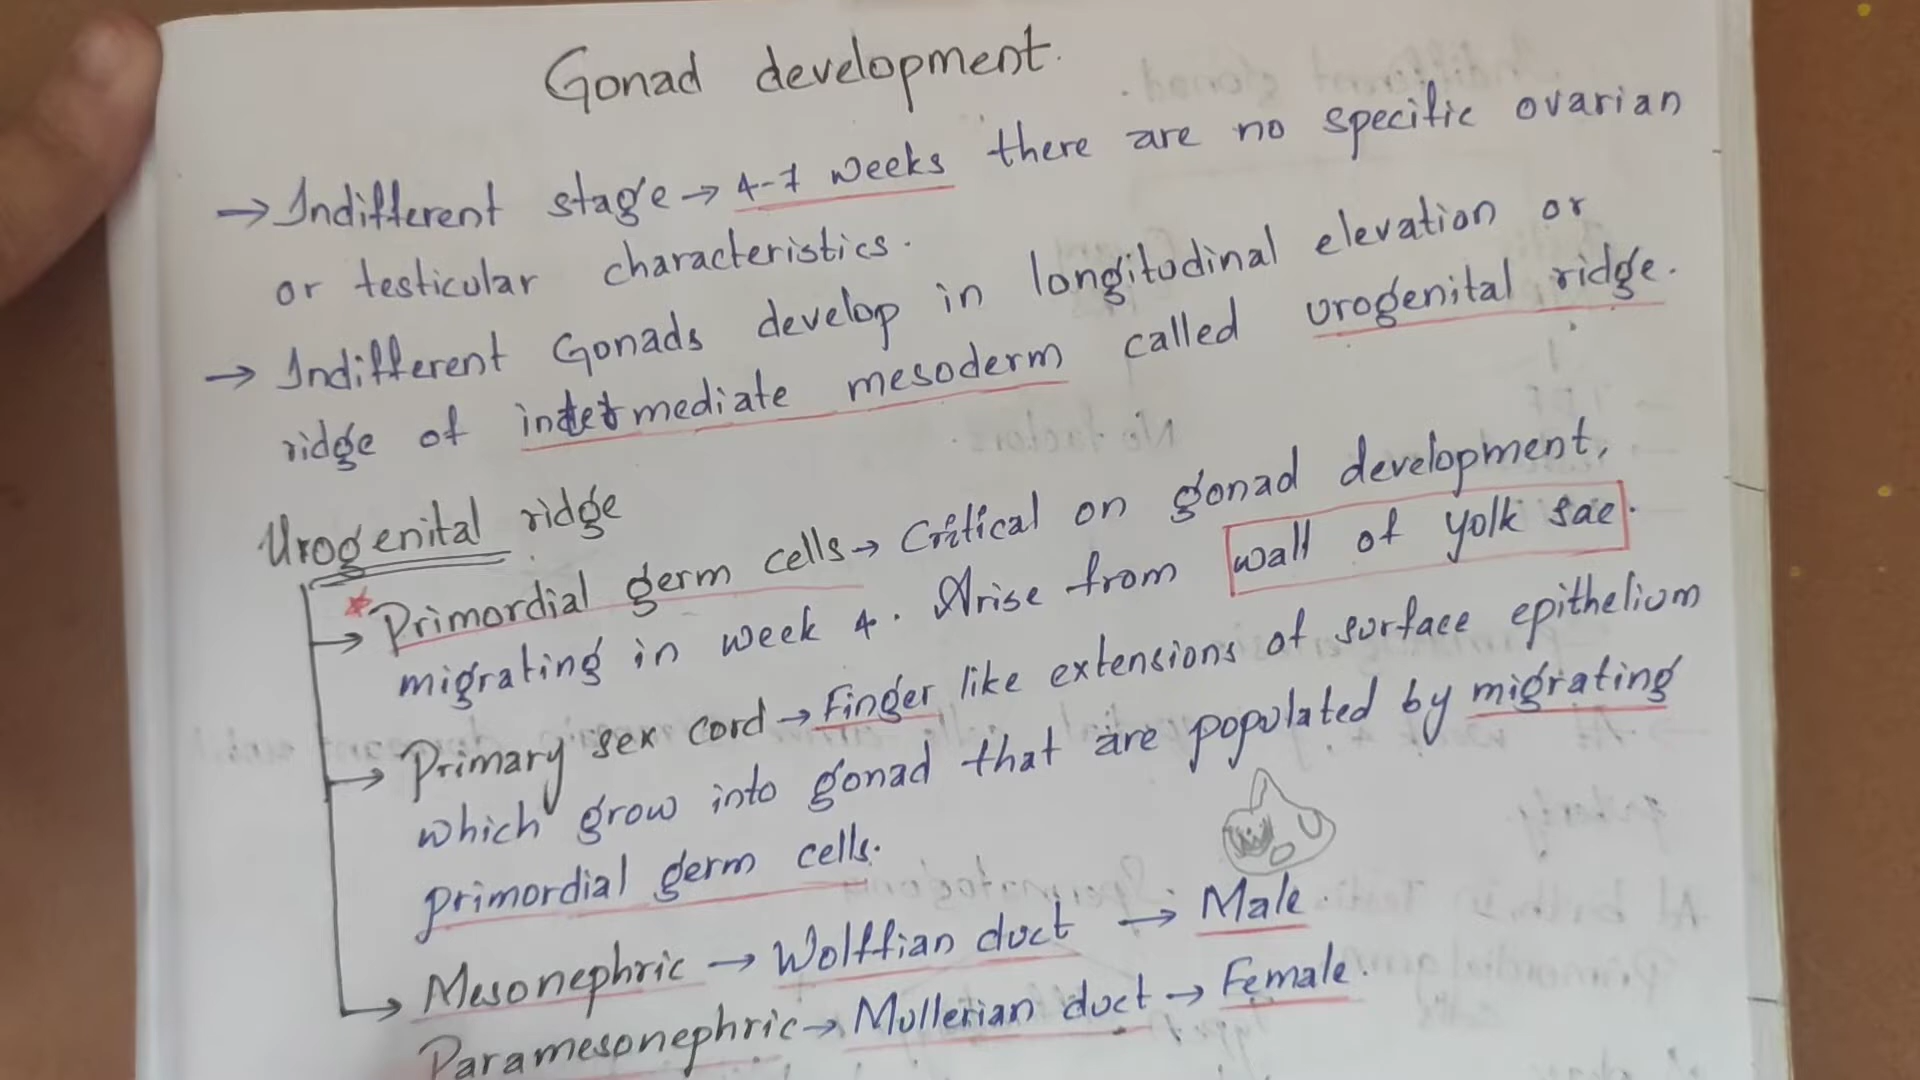 Gonad development.
→ Indifferent stage → 4-7 weeks there are no specific ovarian
or testicular characteristics.
→ Indifferent Gonads develop in longitudinal elevation or
ridge of intermediate mesoderm called urogenital ridge.
Urogenital ridge
* Primordial germ cells → Critical on gonad development,
migrating in week 4. Arise from wall of yolk sac.
→ Primary sex cord → Finger like extensions of surface epithelium
which grow into gonad that are populated by migrating
primordial germ cells.
→ Mesonephric → Wolffian duct → Male.
Paramesonephric → Mullerian duct → Female.